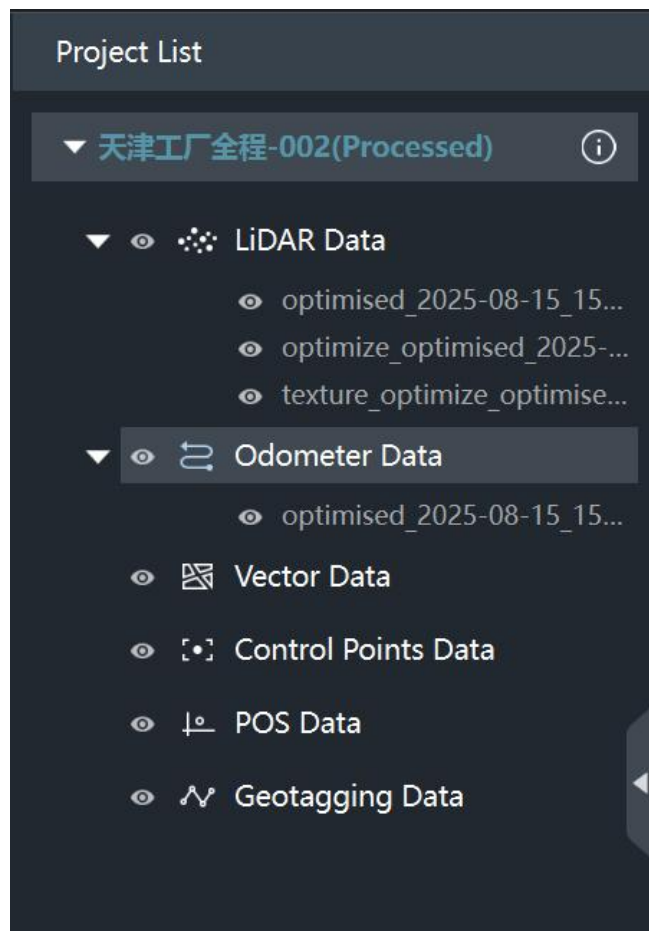 Project List
天津工厂全程-002(Processed)
LiDAR Data
optimised_2025-08-15_15...
optimize_optimised_2025-...
texture_optimize_optimise...
Odometer Data
optimised_2025-08-15_15...
Vector Data
Control Points Data
POS Data
Geotagging Data